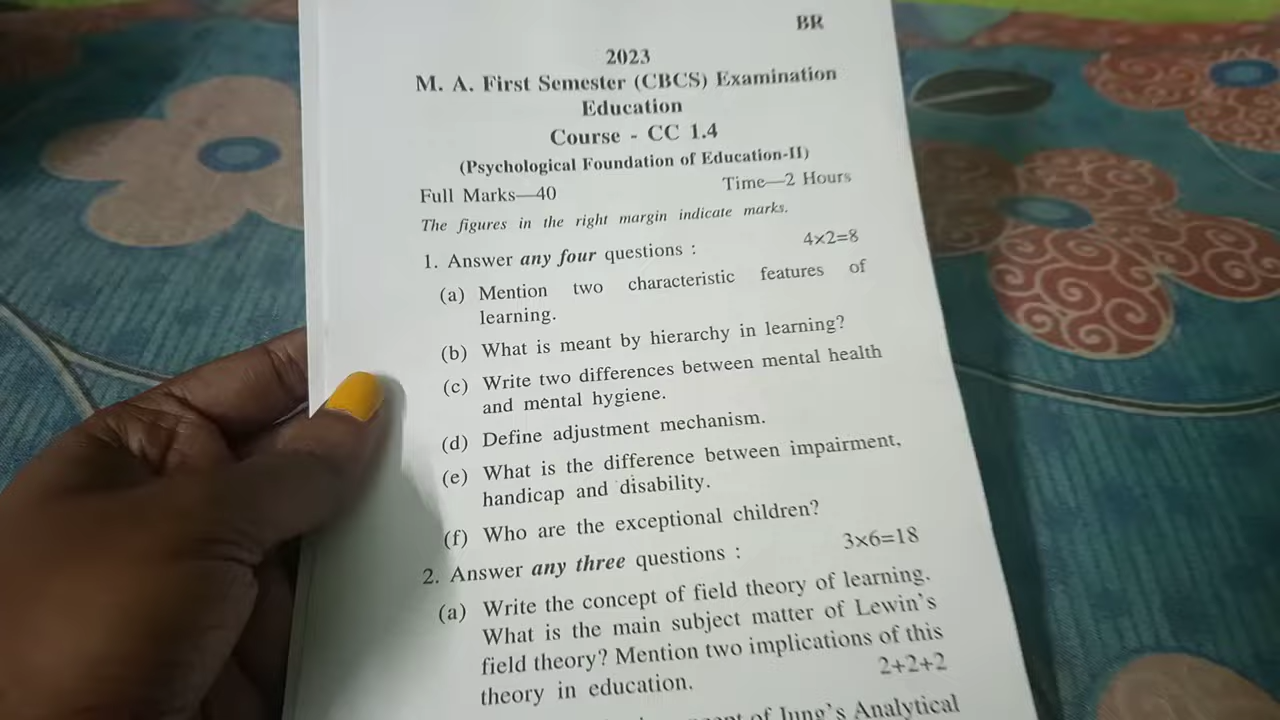 BR
2023
M. A. First Semester (CBCS) Examination
Education
Course - CC 1.4
(Psychological Foundation of Education-II)
Full Marks—40 Time—2 Hours
The figures in the right margin indicate marks.
1. Answer any four questions : 4×2=8
(a) Mention two characteristic features of
learning.
(b) What is meant by hierarchy in learning?
(c) Write two differences between mental health
and mental hygiene.
(d) Define adjustment mechanism.
(e) What is the difference between impairment,
handicap and disability.
(f) Who are the exceptional children?
2. Answer any three questions : 3×6=18
(a) Write the concept of field theory of learning.
What is the main subject matter of Lewin's
field theory? Mention two implications of this
theory in education. 2+2+2
of Jung's Analytical